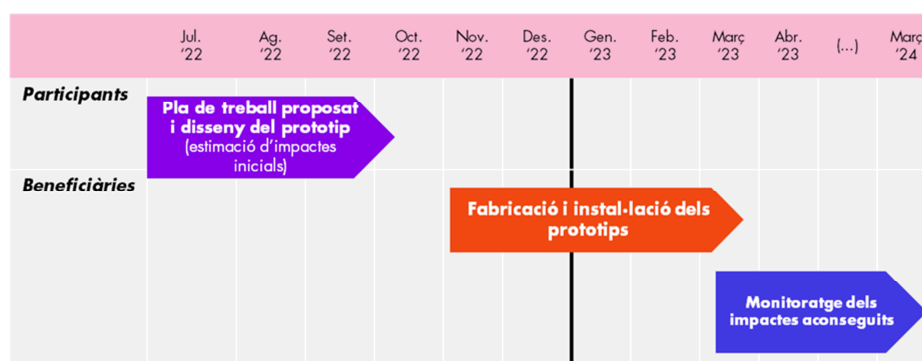 Jul. Ag. Set. Oct. Nov. Des. Gen. Feb. Març Abr. (...) Març
'22 '22 '22 '22 '22 '22 '23 '23 '23 '23 '24
Participants
Pla de treball proposat
i disseny del prototip
(estimació d'impactes
inicials)
Beneficiàries
Fabricació i instal·lació dels
prototips
Monitoratge dels
impactes aconseguits